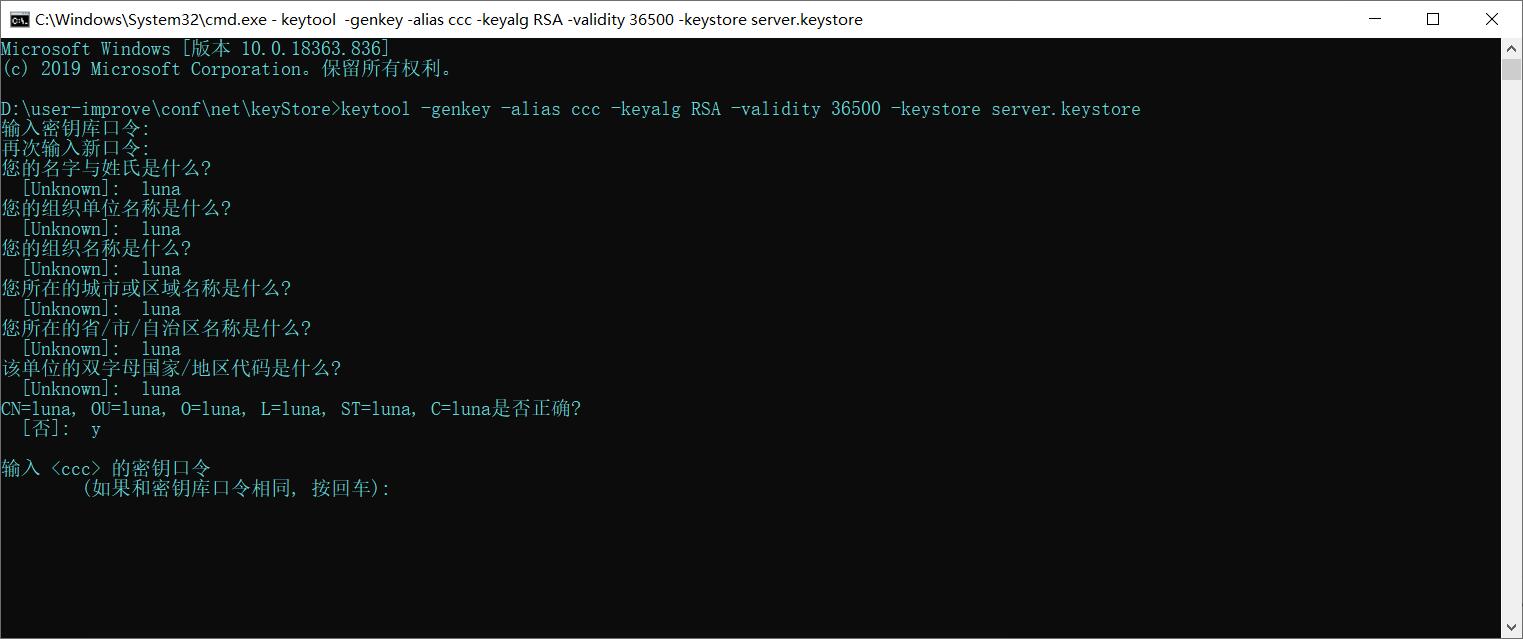 C:\Windows\System32\cmd.exe - keytool  -genkey -alias ccc -keyalg RSA -validity 36500 -keystore server.keystore
Microsoft Windows [版本 10.0.18363.836]
(c) 2019 Microsoft Corporation。保留所有权利。
D:\user-improve\conf\net\keyStore>keytool -genkey -alias ccc -keyalg RSA -validity 36500 -keystore server.keystore
输入密钥库口令:
再次输入新口令:
您的名字与姓氏是什么?
  [Unknown]:  luna
您的组织单位名称是什么?
  [Unknown]:  luna
您的组织名称是什么?
  [Unknown]:  luna
您所在的城市或区域名称是什么?
  [Unknown]:  luna
您所在的省/市/自治区名称是什么?
  [Unknown]:  luna
该单位的双字母国家/地区代码是什么?
  [Unknown]:  luna
CN=luna, OU=luna, O=luna, L=luna, ST=luna, C=luna是否正确?
  [否]:  y
输入 <ccc> 的密钥口令
        (如果和密钥库口令相同, 按回车):